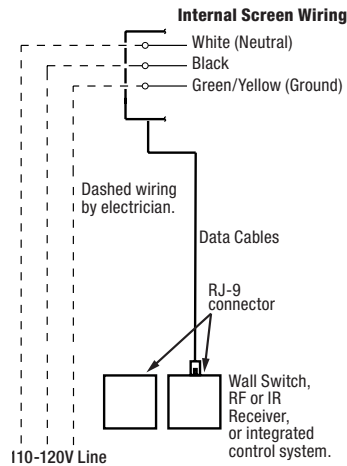 Internal Screen Wiring
White (Neutral)
Black
Green/Yellow (Ground)
Dashed wiring
by electrician.
Data Cables
RJ-9
connector
Wall Switch,
RF or IR
Receiver,
or integrated
control system.
110-120V Line